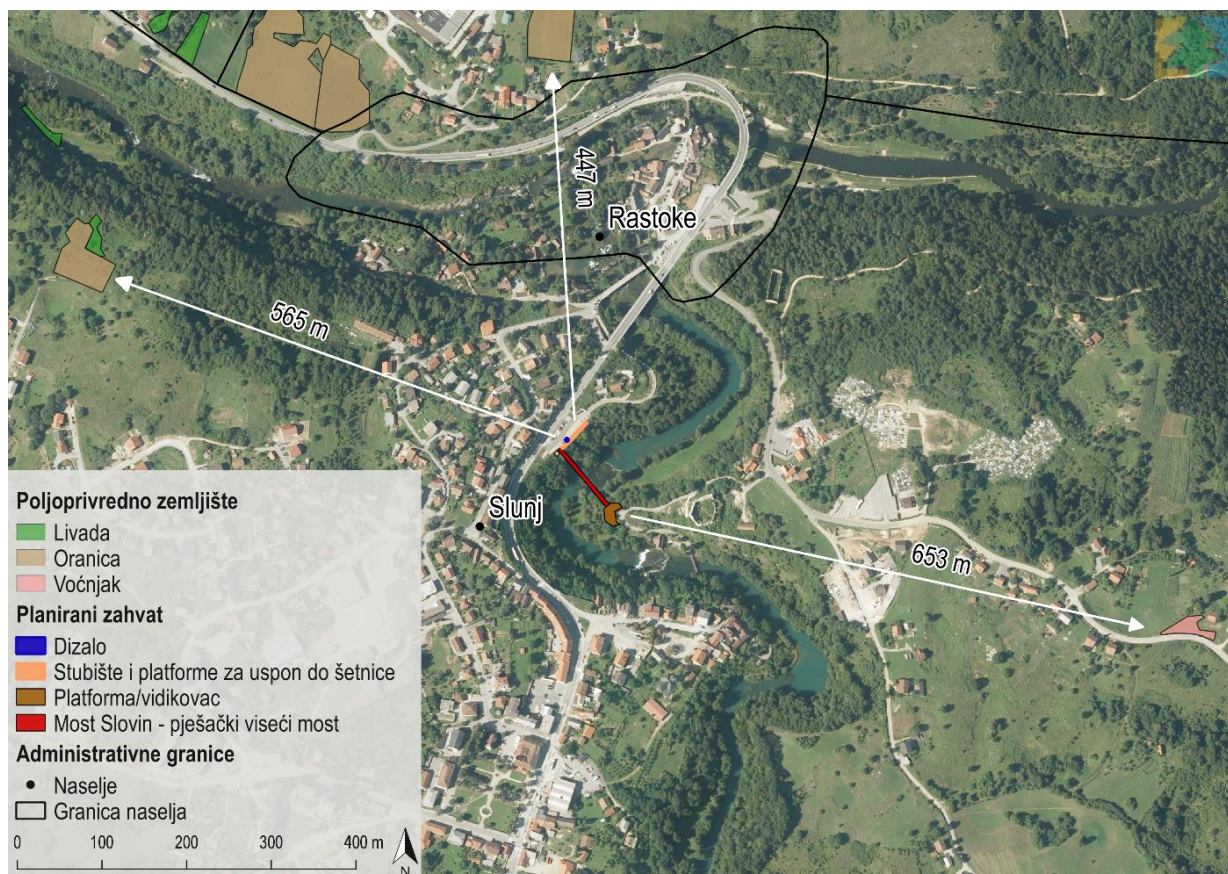 447 m
Rastoke
565 m
Slunj
653 m
Poljoprivredno zemljište
Livada
Oranica
Voćnjak
Planirani zahvat
Dizalo
Stubište i platforme za uspon do šetnice
Platforma/vidikovac
Most Slovin - pješački viseći most
Administrativne granice
Naselje
Granica naselja
0 100 200 300 400 m
N